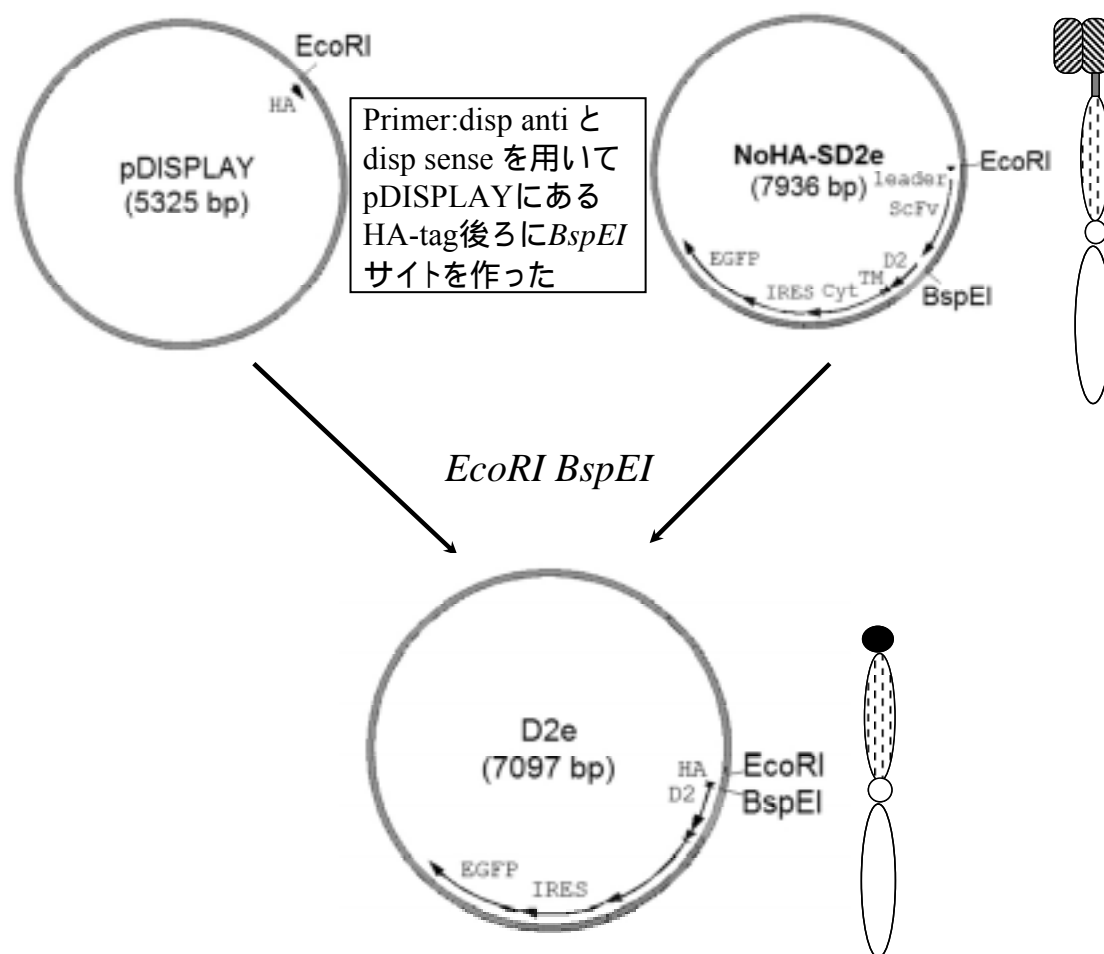 EcoRI
HA
pDISPLAY
(5325 bp)
Primer:disp anti と
disp sense を用いて
pDISPLAYにある
HA-tag後ろにBspEI
サイトを作った
NoHA-SD2e
(7936 bp)
EcoRI
leader
ScFv
D2
TM
Cyt
IRES
EGFP
BspEI
EcoRI BspEI
D2e
(7097 bp)
HA
EcoRI
D2
BspEI
EGFP
IRES